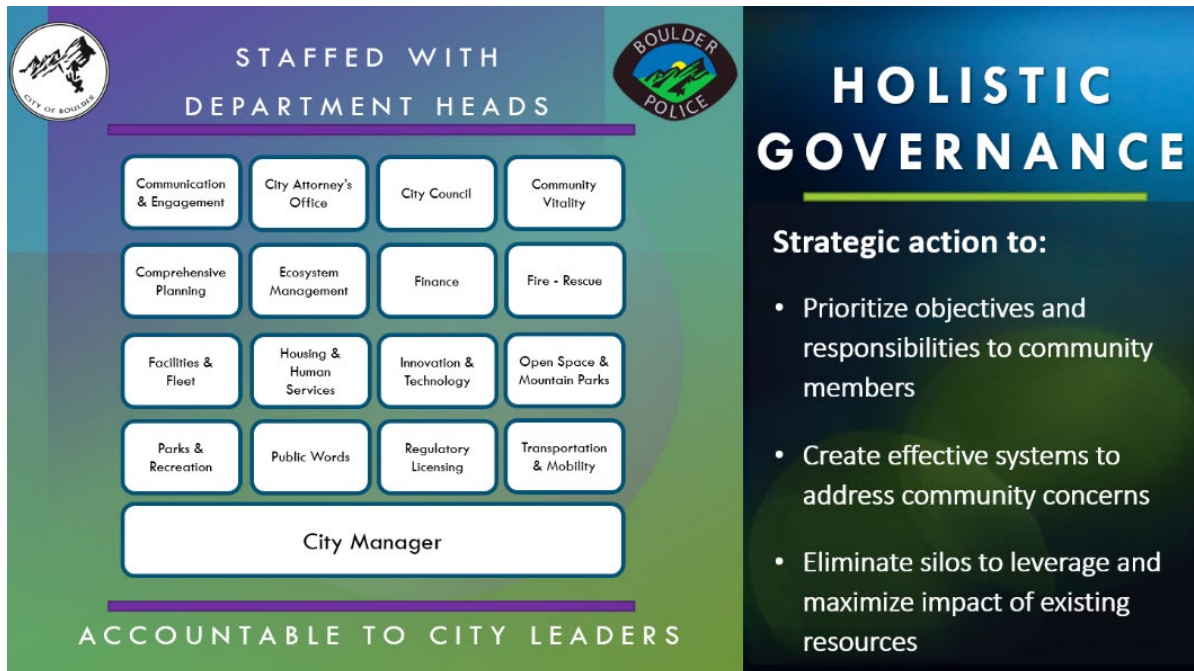 CITY OF BOULDER
STAFFED WITH
DEPARTMENT HEADS
BOULDER
POLICE
Communication
& Engagement
City Attorney's
Office
City Council
Community
Vitality
Comprehensive
Planning
Ecosystem
Management
Finance
Fire - Rescue
Facilities &
Fleet
Housing &
Human
Services
Innovation &
Technology
Open Space &
Mountain Parks
Parks &
Recreation
Public Words
Regulatory
Licensing
Transportation
& Mobility
City Manager
ACCOUNTABLE TO CITY LEADERS
HOLISTIC
GOVERNANCE
Strategic action to:
• Prioritize objectives and
responsibilities to community
members
• Create effective systems to
address community concerns
• Eliminate silos to leverage and
maximize impact of existing
resources